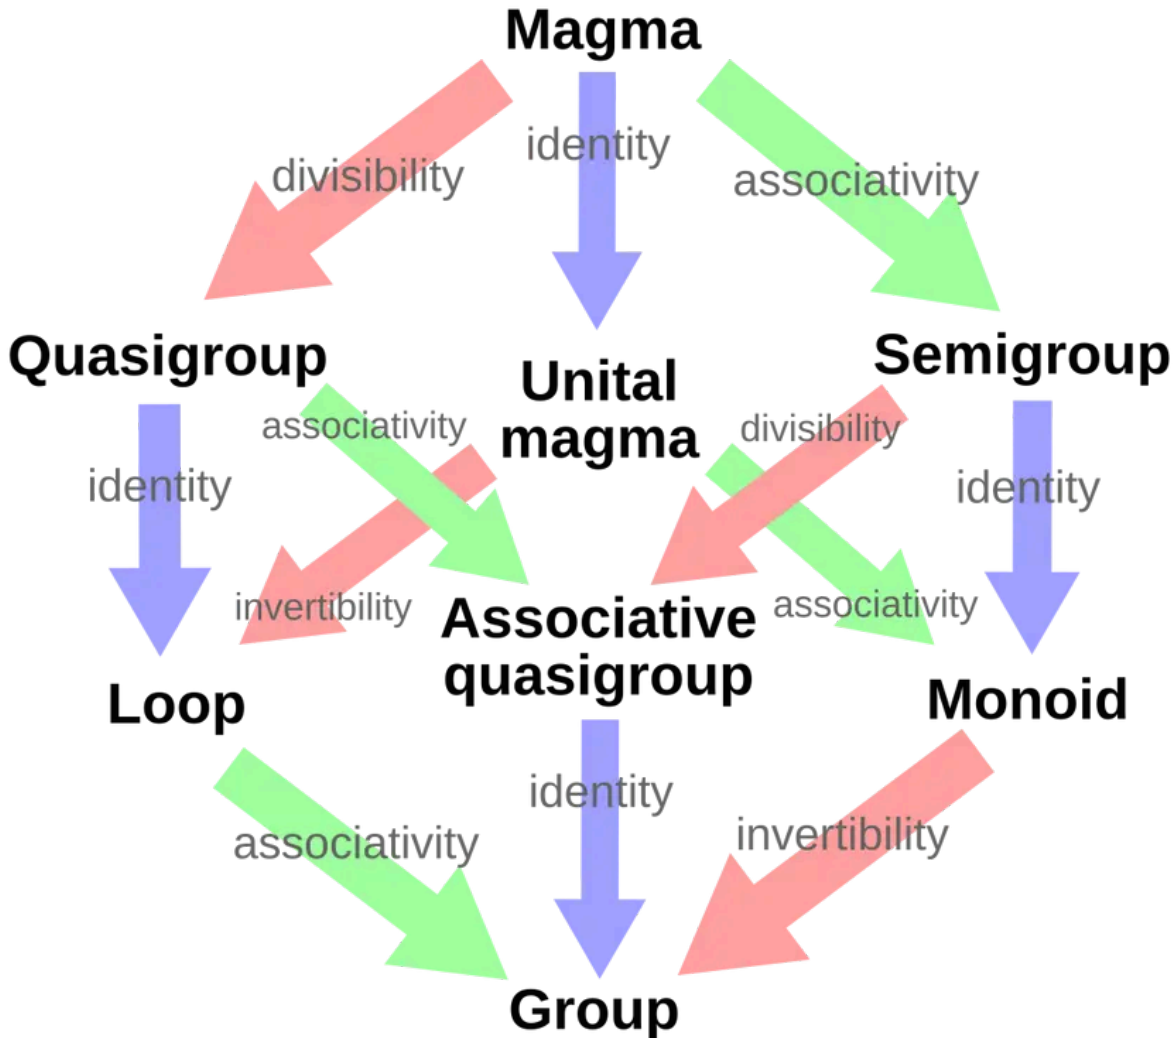 Magma
identity
divisibility
associativity
Quasigroup
Unital
magma
Semigroup
associativity
divisibility
identity
identity
invertibility
Associative
quasigroup
associativity
Loop
Monoid
identity
associativity
invertibility
Group